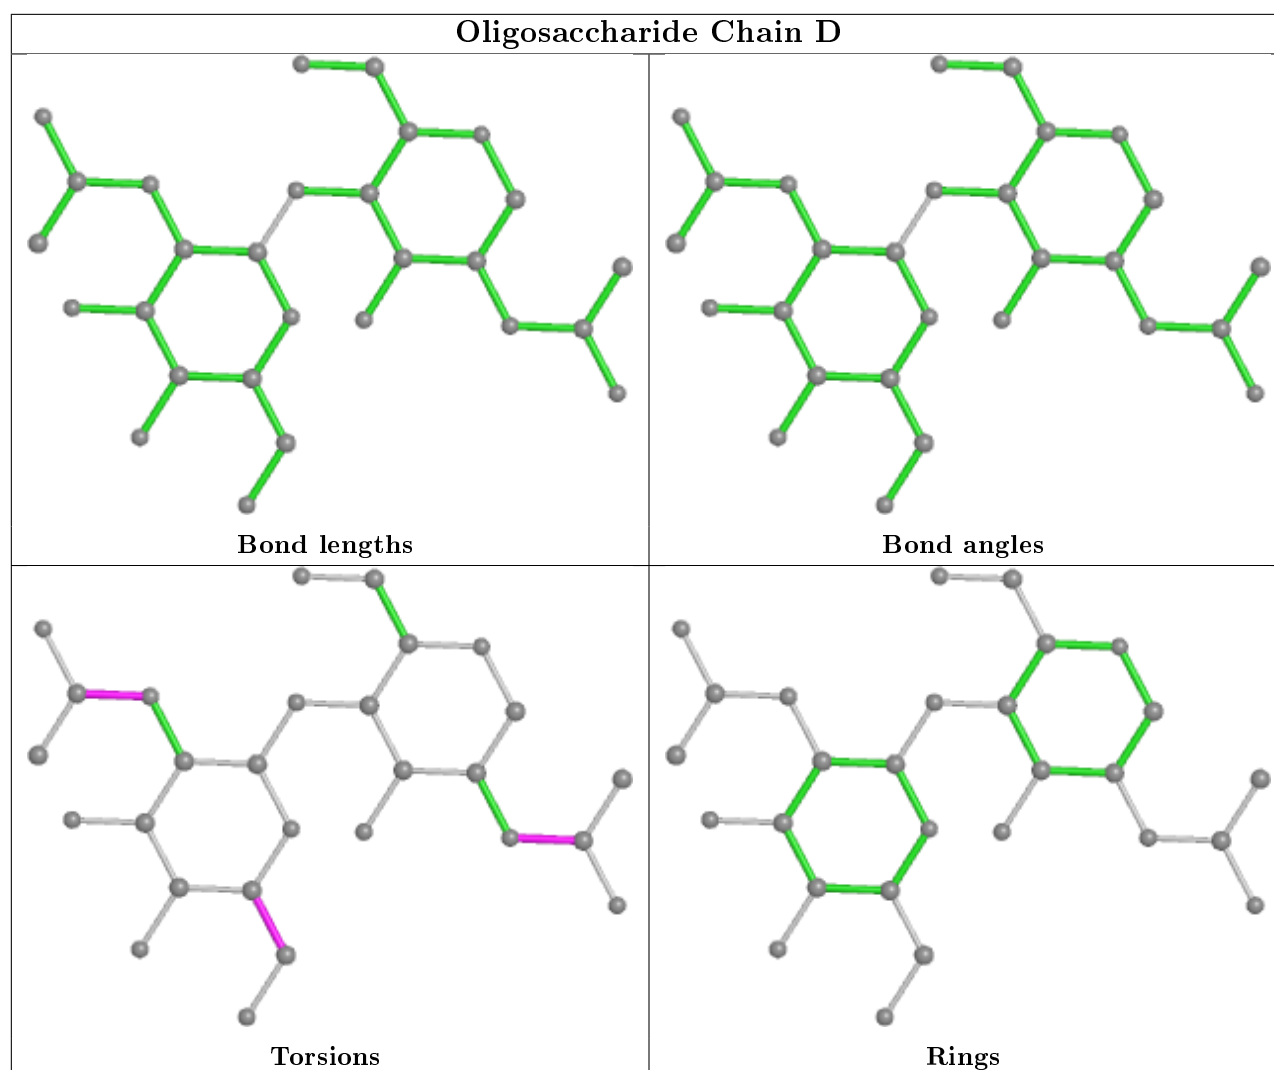 Oligosaccharide Chain D
Bond lengths
Bond angles
Torsions
Rings